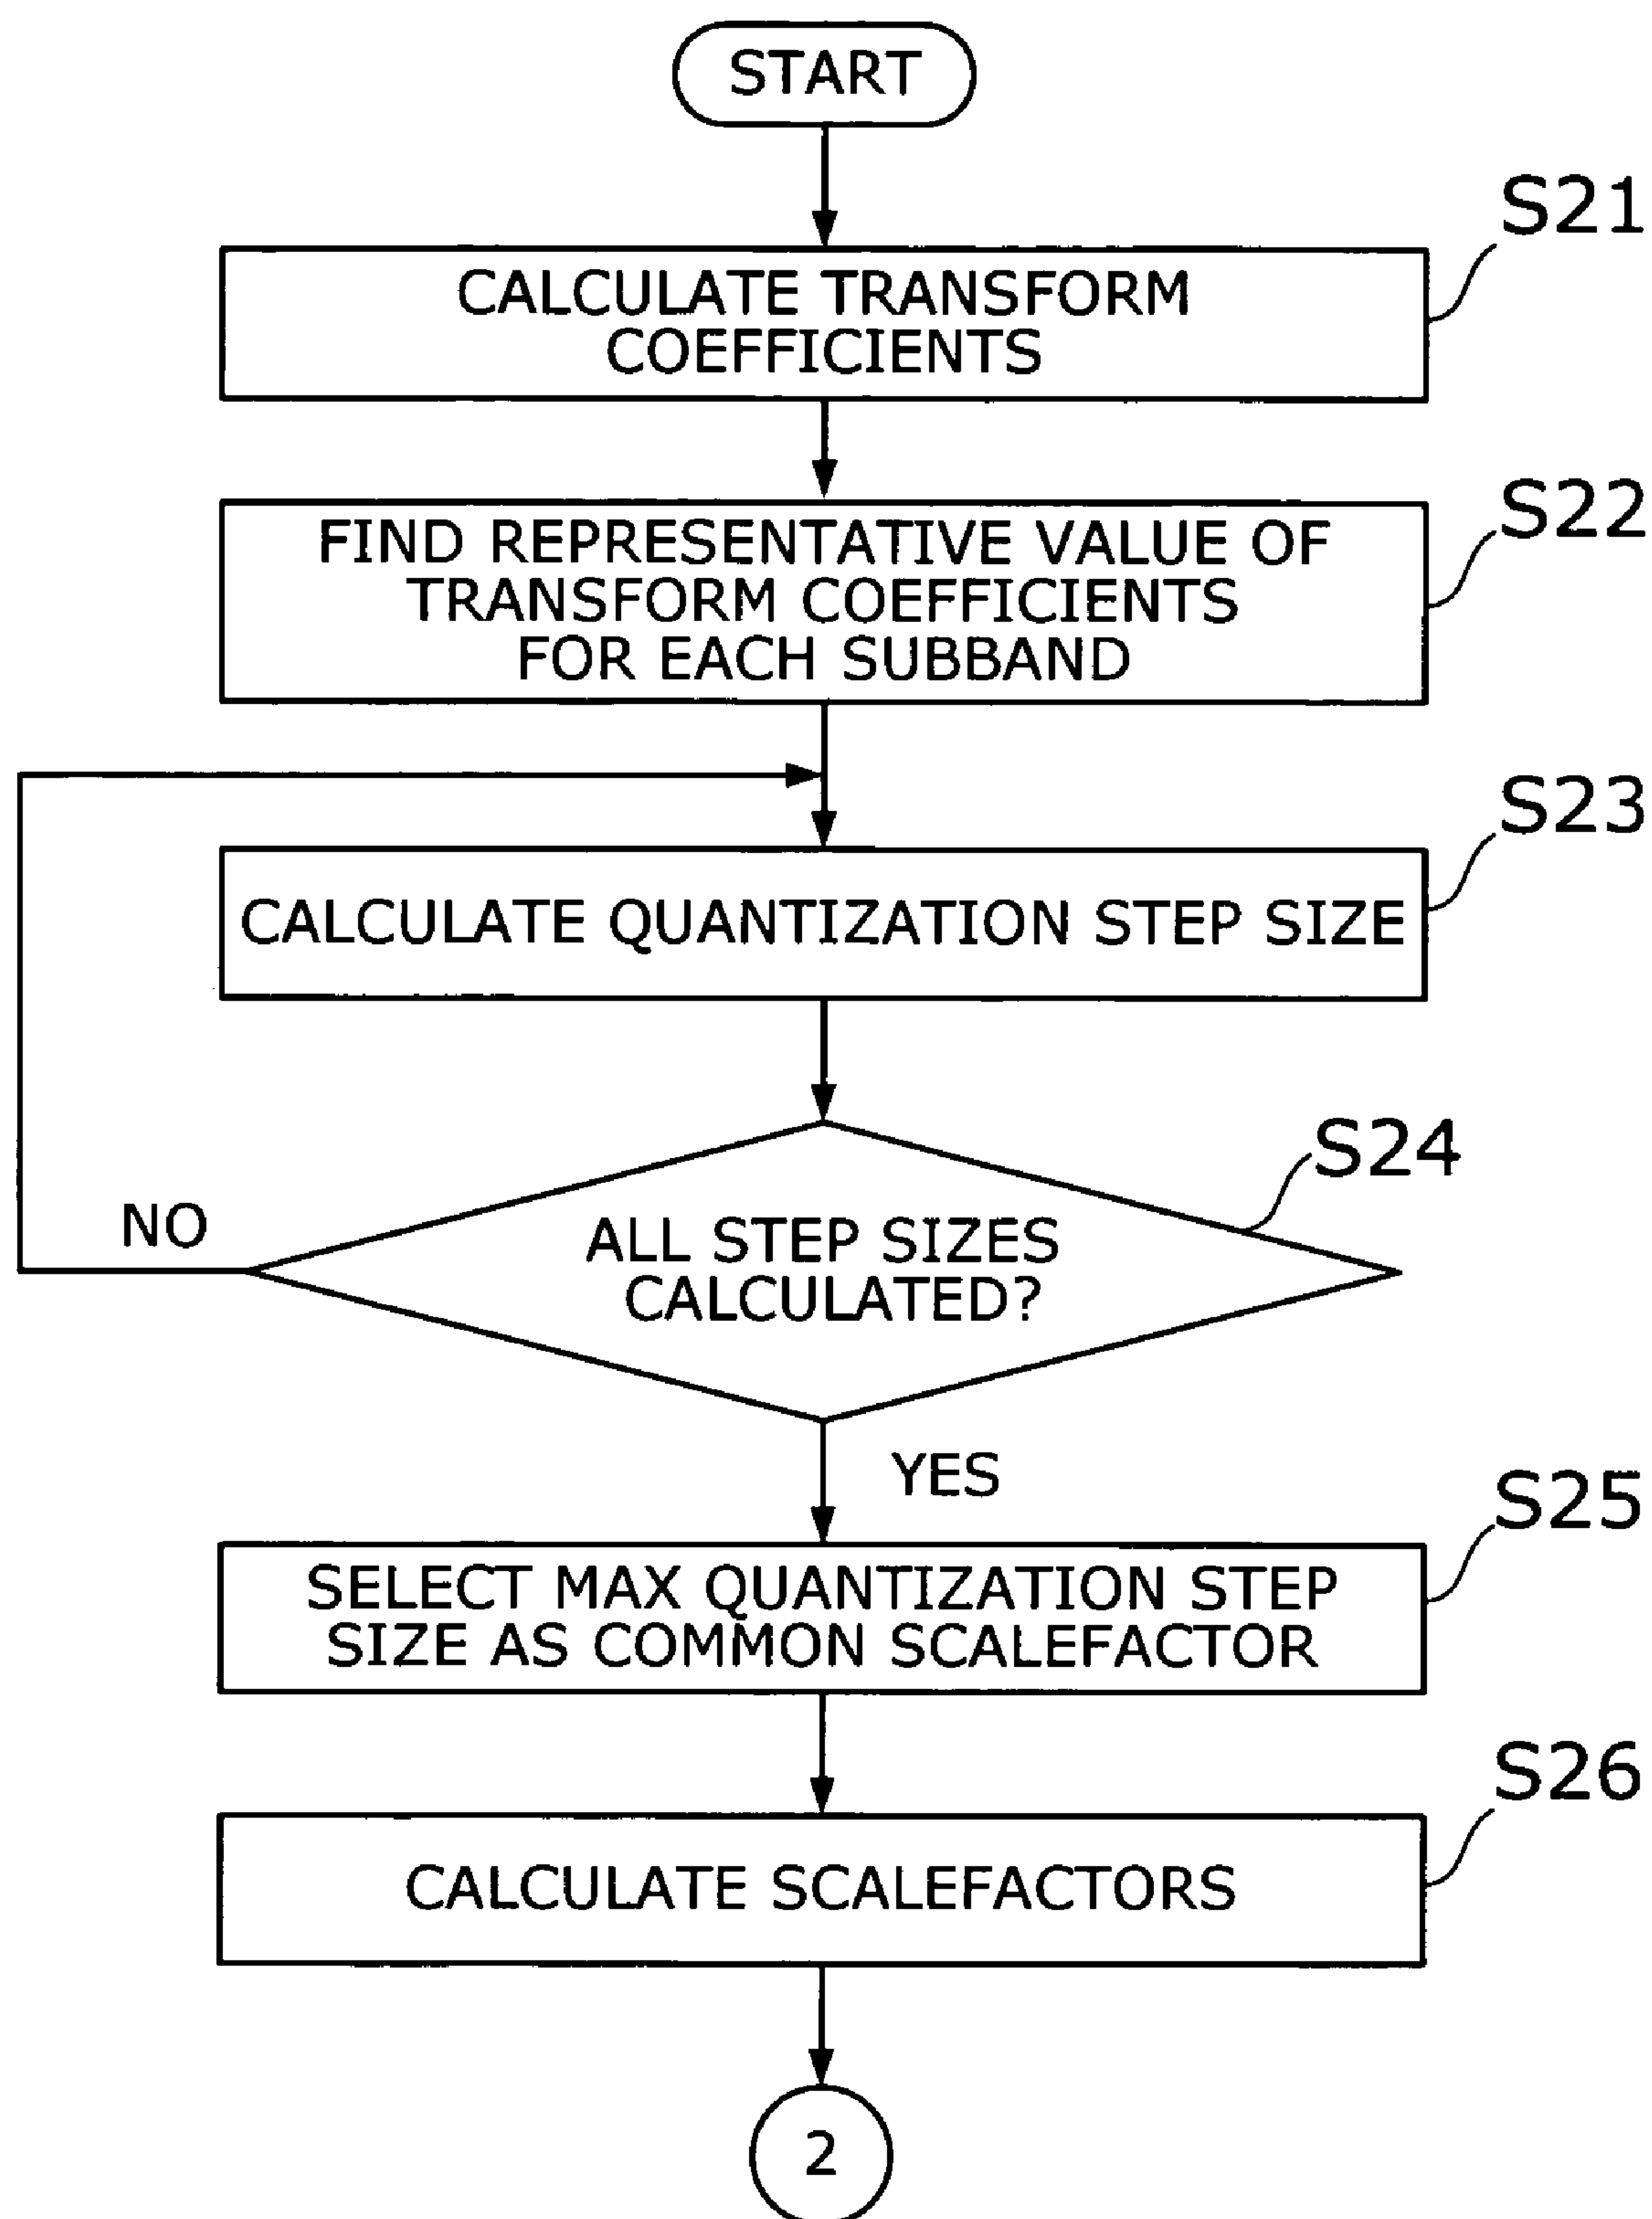 START
S21
CALCULATE TRANSFORM
COEFFICIENTS
S22
FIND REPRESENTATIVE VALUE OF
TRANSFORM COEFFICIENTS
FOR EACH SUBBAND
S23
CALCULATE QUANTIZATION STEP SIZE
S24
NO
ALL STEP SIZES
CALCULATED?
YES
S25
SELECT MAX QUANTIZATION STEP
SIZE AS COMMON SCALEFACTOR
S26
CALCULATE SCALEFACTORS
2